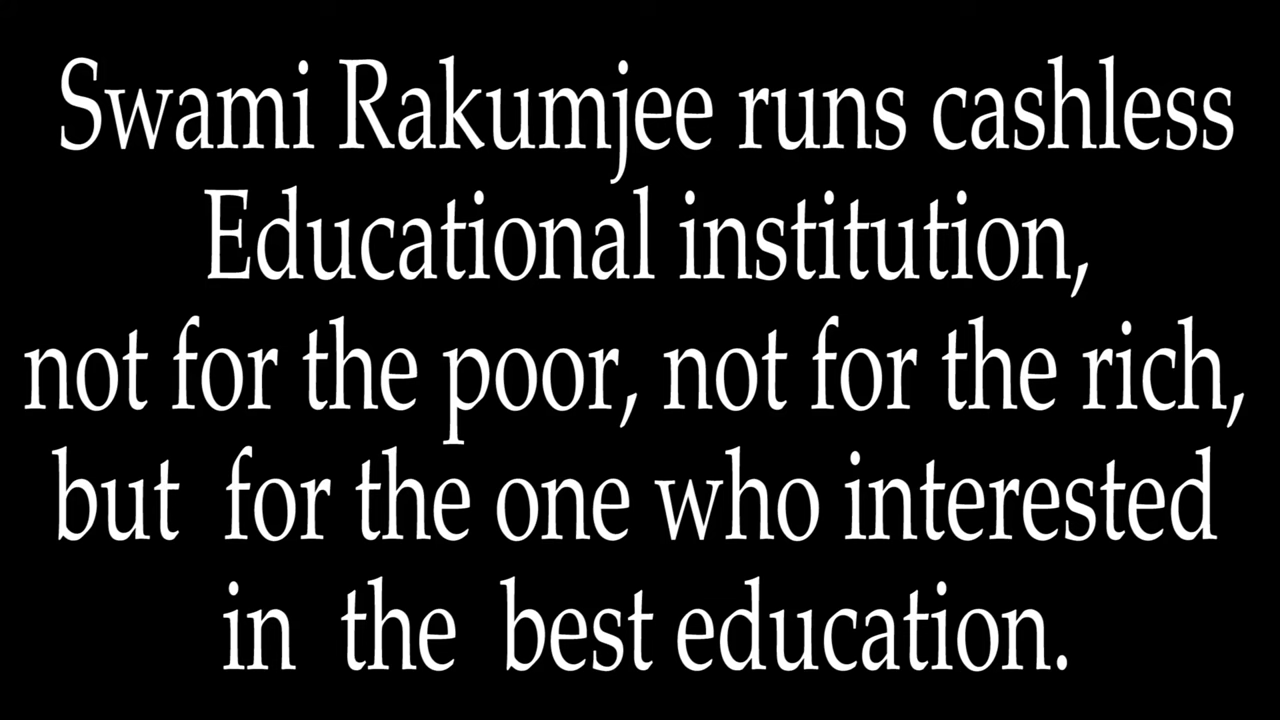 Swami Rakumjee runs cashless
Educational institution,
not for the poor, not for the rich,
but for the one who interested
in the best education.